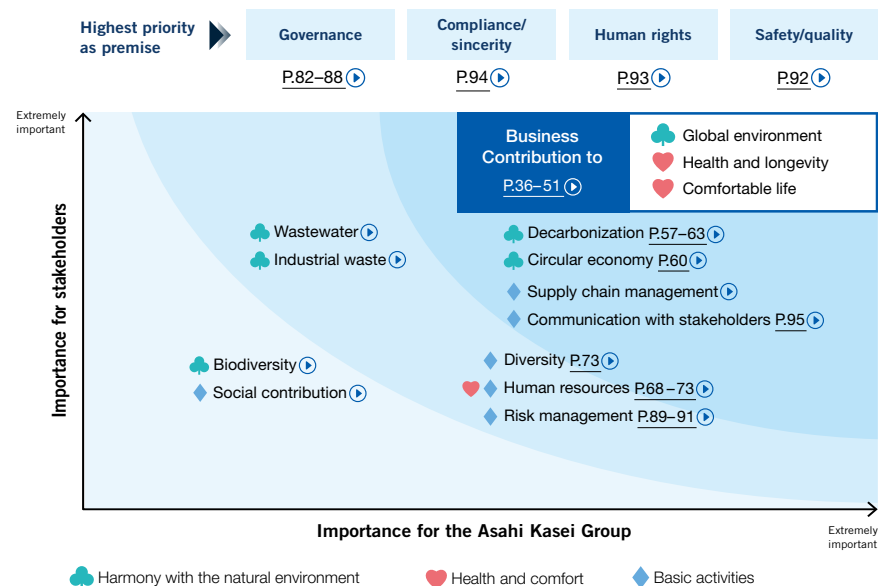 Highest priority
as premise
Governance
Compliance/
sincerity
Human rights
Safety/quality
P.82–88
P.94
P.93
P.92
Extremely
important
Importance for stakeholders
Business
Contribution to
P.36–51
Global environment
Health and longevity
Comfortable life
Wastewater
Industrial waste
Decarbonization P.57–63
Circular economy P.60
Supply chain management
Communication with stakeholders P.95
Biodiversity
Social contribution
Diversity P.73
Human resources P.68–73
Risk management P.89–91
Importance for the Asahi Kasei Group
Extremely
important
Harmony with the natural environment
Health and comfort
Basic activities